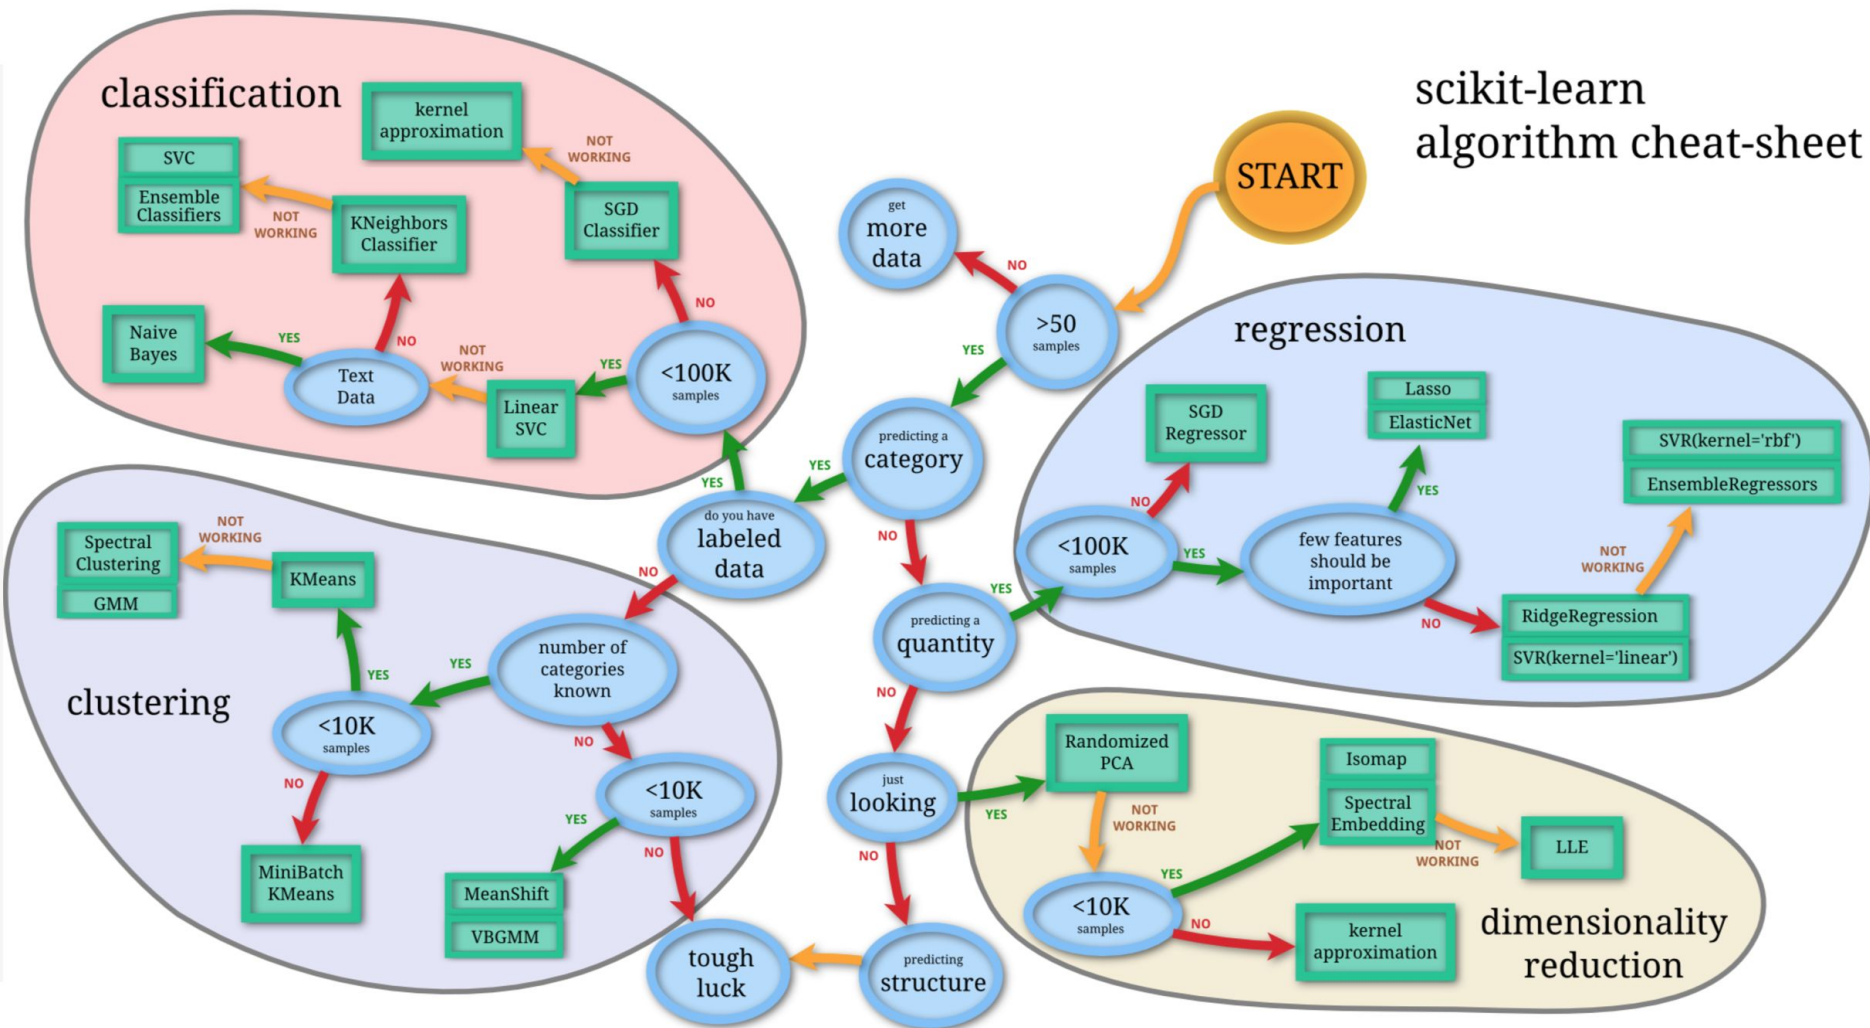 scikit-learn
algorithm cheat-sheet
START
>50
samples
NO
get
more
data
YES
predicting a
category
YES
do you have
labeled
data
YES
classification
<100K
samples
NO
SGD
Classifier
NOT
WORKING
kernel
approximation
YES
Linear
SVC
NOT
WORKING
Text
Data
YES
Naive
Bayes
NO
KNeighbors
Classifier
NOT
WORKING
SVC
Ensemble
Classifiers
NO
clustering
number of
categories
known
YES
<10K
samples
YES
KMeans
NOT
WORKING
Spectral
Clustering
GMM
NO
MiniBatch
KMeans
NO
<10K
samples
YES
MeanShift
VBGMM
NO
tough
luck
NO
predicting a
quantity
YES
regression
<100K
samples
NO
SGD
Regressor
YES
few features
should be
important
YES
Lasso
ElasticNet
NO
RidgeRegression
SVR(kernel='linear')
NOT
WORKING
SVR(kernel='rbf')
EnsembleRegressors
NO
just
looking
YES
dimensionality
reduction
Randomized
PCA
NOT
WORKING
<10K
samples
YES
Isomap
Spectral
Embedding
NOT
WORKING
LLE
NO
kernel
approximation
NO
predicting
structure